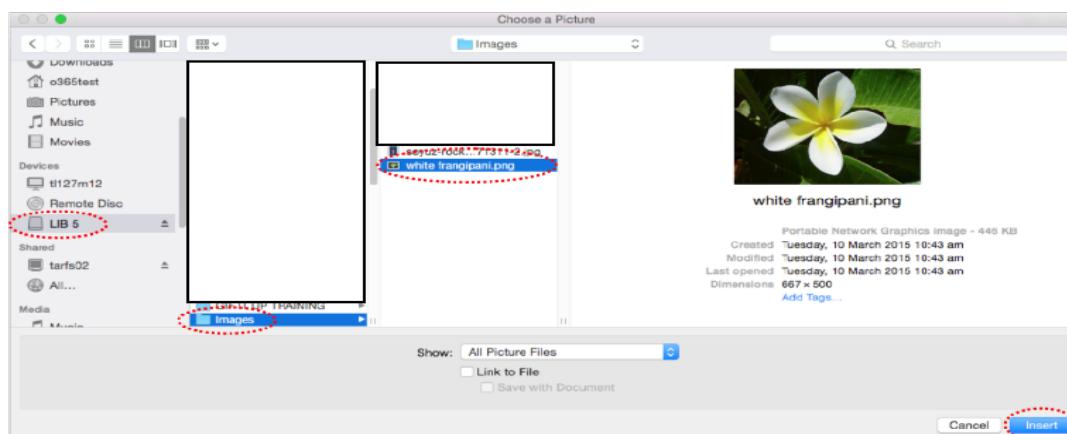 Choose a Picture
Images
Search
Downloads
o365test
Pictures
Music
Movies
Devices
tl127m12
Remote Disc
LIB 5
Shared
tarfs02
All...
Media
Music
TRAINING
Images
white frangipani.png
white frangipani.png
Portable Network Graphics image - 445 KB
Created Tuesday, 10 March 2015 10:43 am
Modified Tuesday, 10 March 2015 10:43 am
Last opened Tuesday, 10 March 2015 10:43 am
Dimensions 667 × 500
Add Tags...
Show: All Picture Files
Link to File
Save with Document
Cancel
Insert